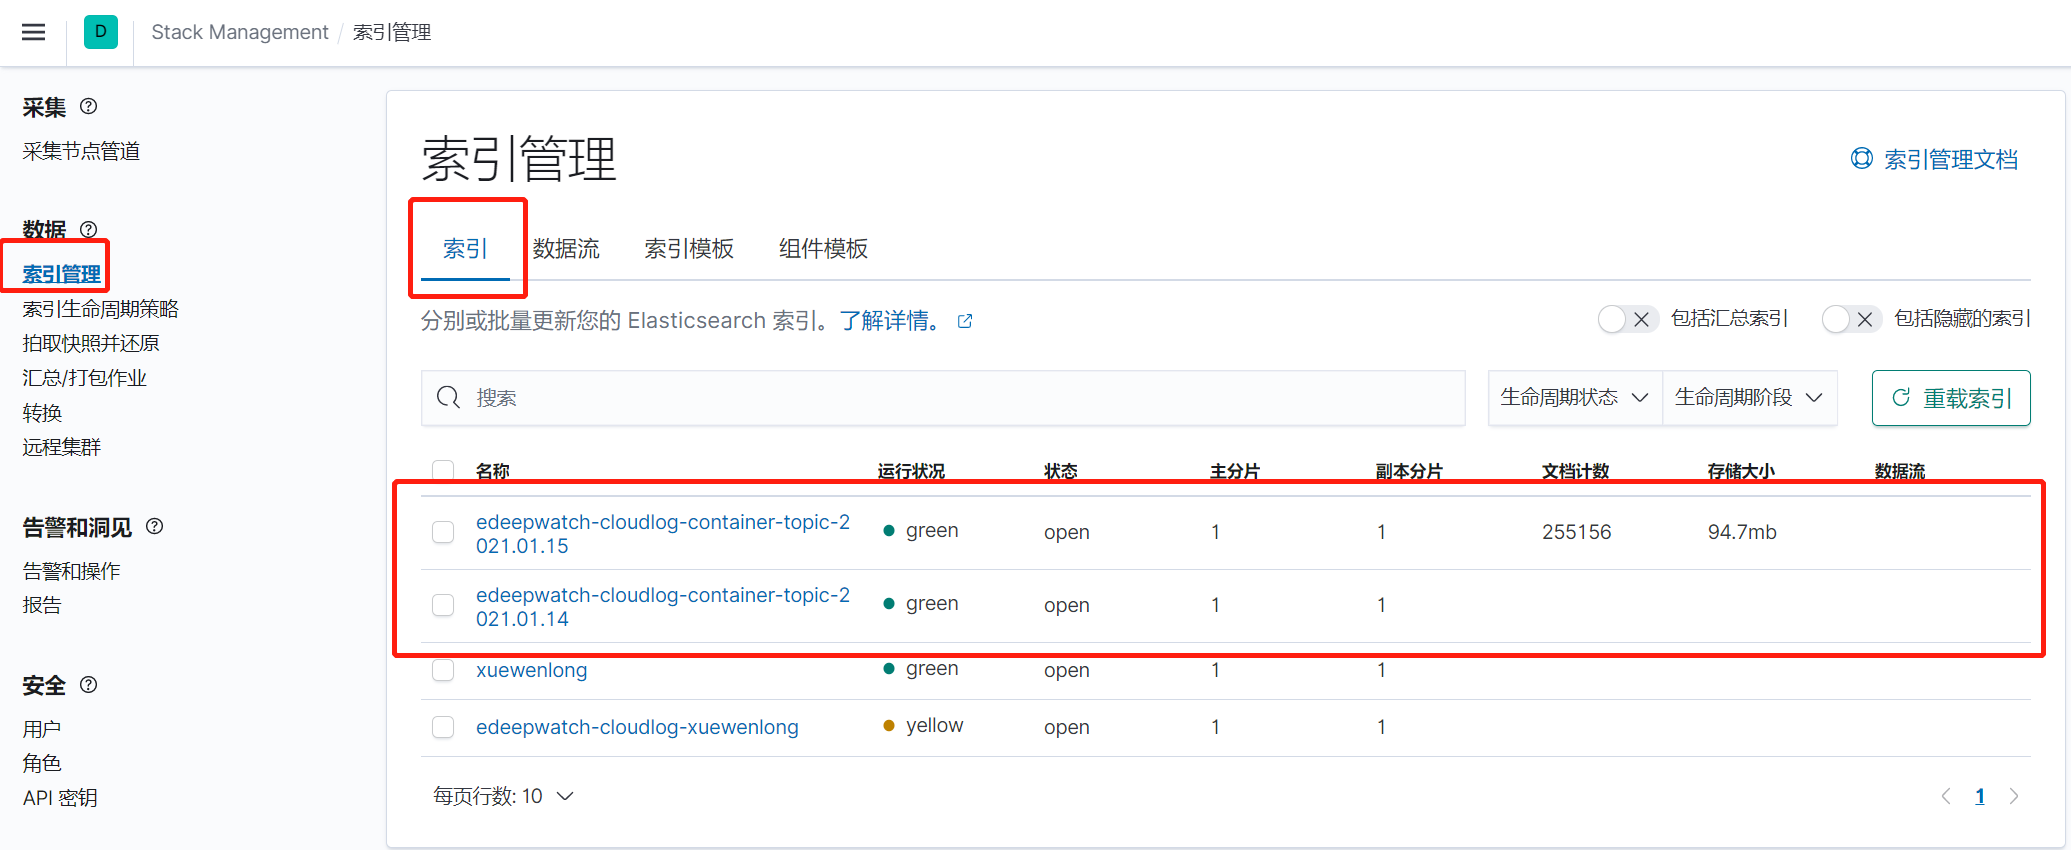 D Stack Management / 索引管理
采集
采集节点管道
数据
索引管理
索引生命周期策略
拍取快照并还原
汇总/打包作业
转换
远程集群
告警和洞见
告警和操作
报告
安全
用户
角色
API 密钥
索引管理
索引管理文档
索引 数据流 索引模板 组件模板
分别或批量更新您的 Elasticsearch 索引。了解详情。
包括汇总索引 包括隐藏的索引
搜索 生命周期状态 生命周期阶段 重载索引
名称 运行状况 状态 主分片 副本分片 文档计数 存储大小 数据流
edeepwatch-cloudlog-container-topic-2 green open 1 1 255156 94.7mb
021.01.15
edeepwatch-cloudlog-container-topic-2 green open 1 1
021.01.14
xuewenlong green open 1 1
edeepwatch-cloudlog-xuewenlong yellow open 1 1
每页行数: 10
1